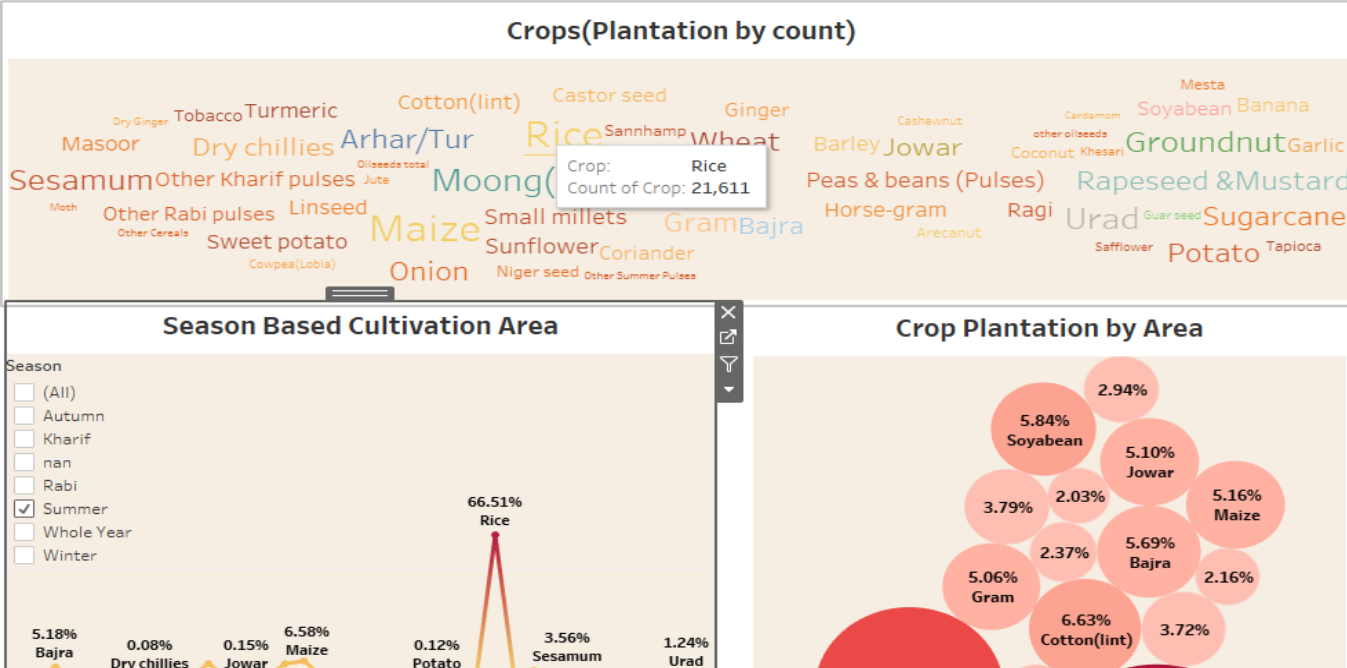 Crops(Plantation by count)
Mesta
Castor seed
Cotton(lint)
Soyabean Banana
Tobacco Turmeric
Ginger
Dry Ginger
Cashewnut
Cardamom
Rice
Sannhamp
other oilseeds
Masoor
Dry chillies
Arhar/Tur
Wheat
Barley Jowar
Groundnut Garlic
Coconut Khesari
Oilseeds total
Crop: Rice
Count of Crop: 21,611
Sesamum Other Kharif pulses Jute
Moong(
Peas & beans (Pulses)
Rapeseed &Mustard
Moth
Other Rabi pulses
Linseed
Small millets
Horse-gram
Ragi
Urad
Guar seed
Sugarcane
Maize
Gram Bajra
Other Cereals
Arecanut
Sweet potato
Sunflower
Coriander
Safflower
Potato
Tapioca
Cowpea(Lobia)
Onion
Niger seed
Other Summer Pulses
Season Based Cultivation Area
Season
(All)
Autumn
Kharif
nan
Rabi
Summer
Whole Year
Winter
66.51%
Rice
5.18%
Bajra
0.08%
Dry chillies
0.15%
Jowar
6.58%
Maize
0.12%
Potato
3.56%
Sesamum
1.24%
Urad
Crop Plantation by Area
2.94%
5.84%
Soyabean
5.10%
Jowar
3.79%
2.03%
5.16%
Maize
2.37%
5.69%
Bajra
5.06%
Gram
2.16%
6.63%
Cotton(lint)
3.72%